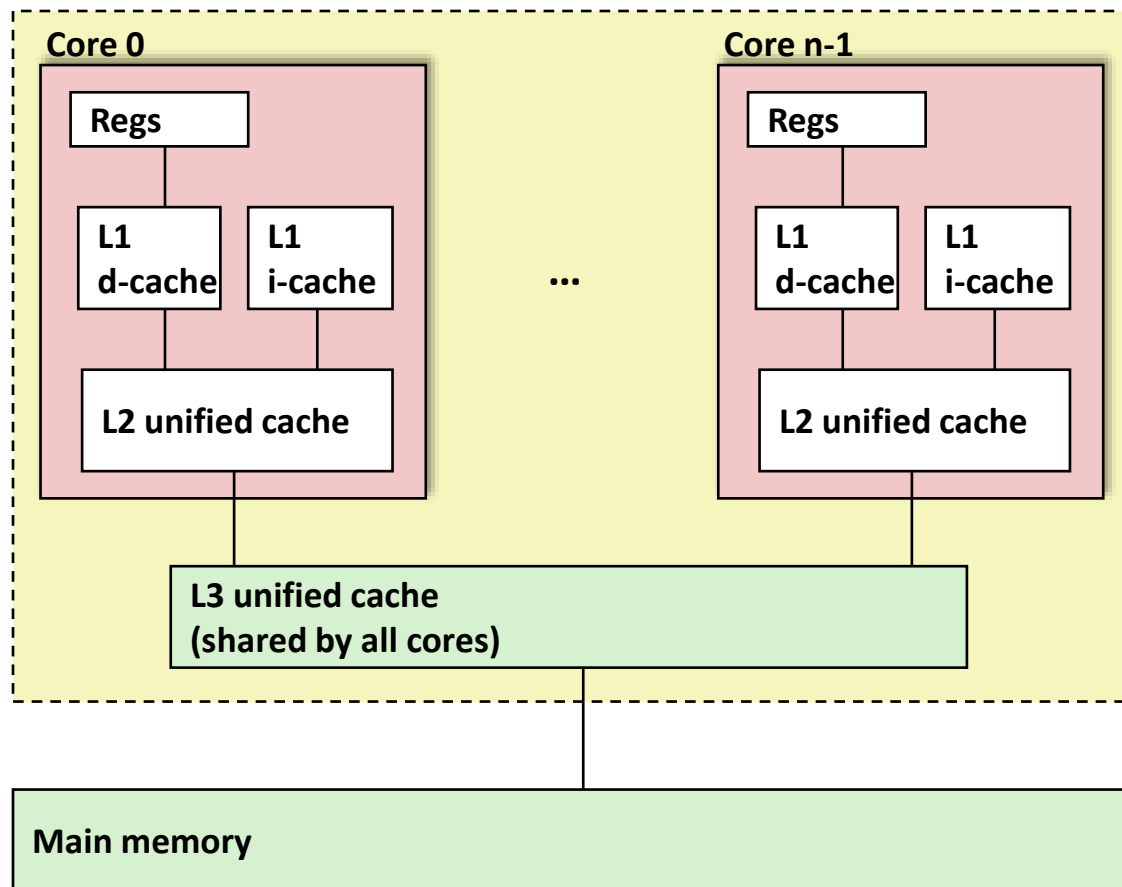 Core 0
Regs
L1
d-cache
L1
i-cache
L2 unified cache
...
Core n-1
Regs
L1
d-cache
L1
i-cache
L2 unified cache
L3 unified cache
(shared by all cores)
Main memory